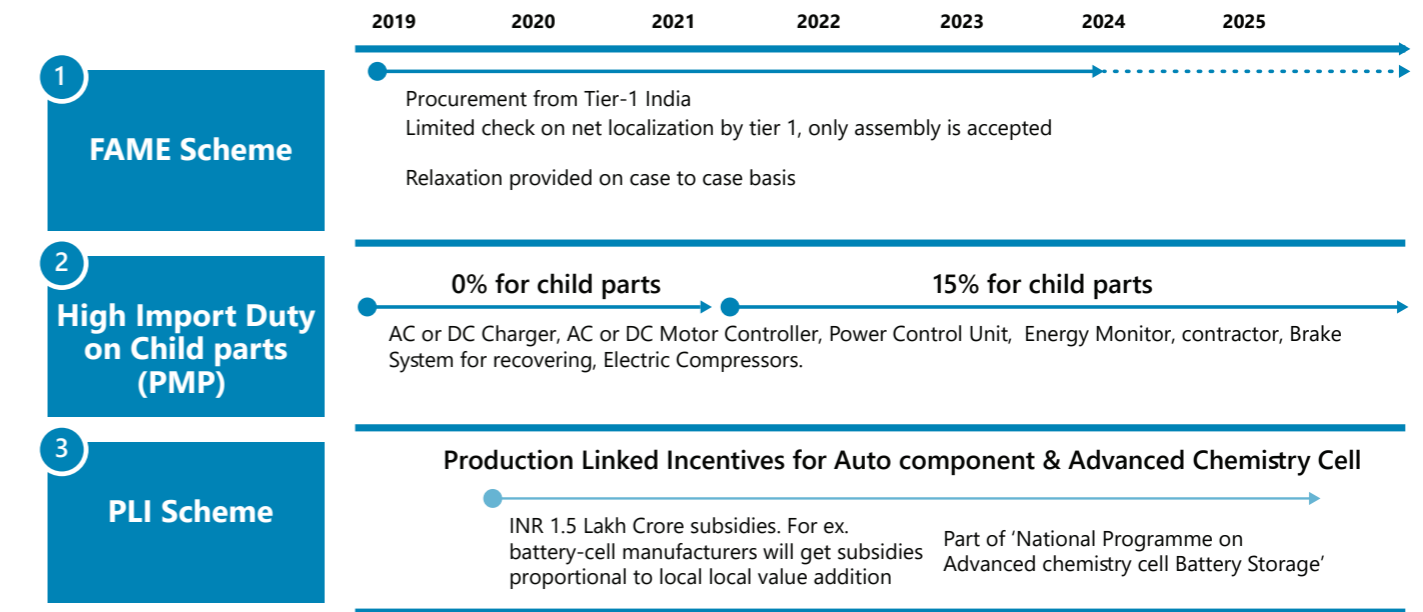 2019 2020 2021 2022 2023 2024 2025
1
FAME Scheme
Procurement from Tier-1 India
Limited check on net localization by tier 1, only assembly is accepted
Relaxation provided on case to case basis
2
High Import Duty
on Child parts
(PMP)
0% for child parts 15% for child parts
AC or DC Charger, AC or DC Motor Controller, Power Control Unit, Energy Monitor, contractor, Brake
System for recovering, Electric Compressors.
3
PLI Scheme
Production Linked Incentives for Auto component & Advanced Chemistry Cell
INR 1.5 Lakh Crore subsidies. For ex.
battery-cell manufacturers will get subsidies
proportional to local local value addition
Part of ‘National Programme on
Advanced chemistry cell Battery Storage’